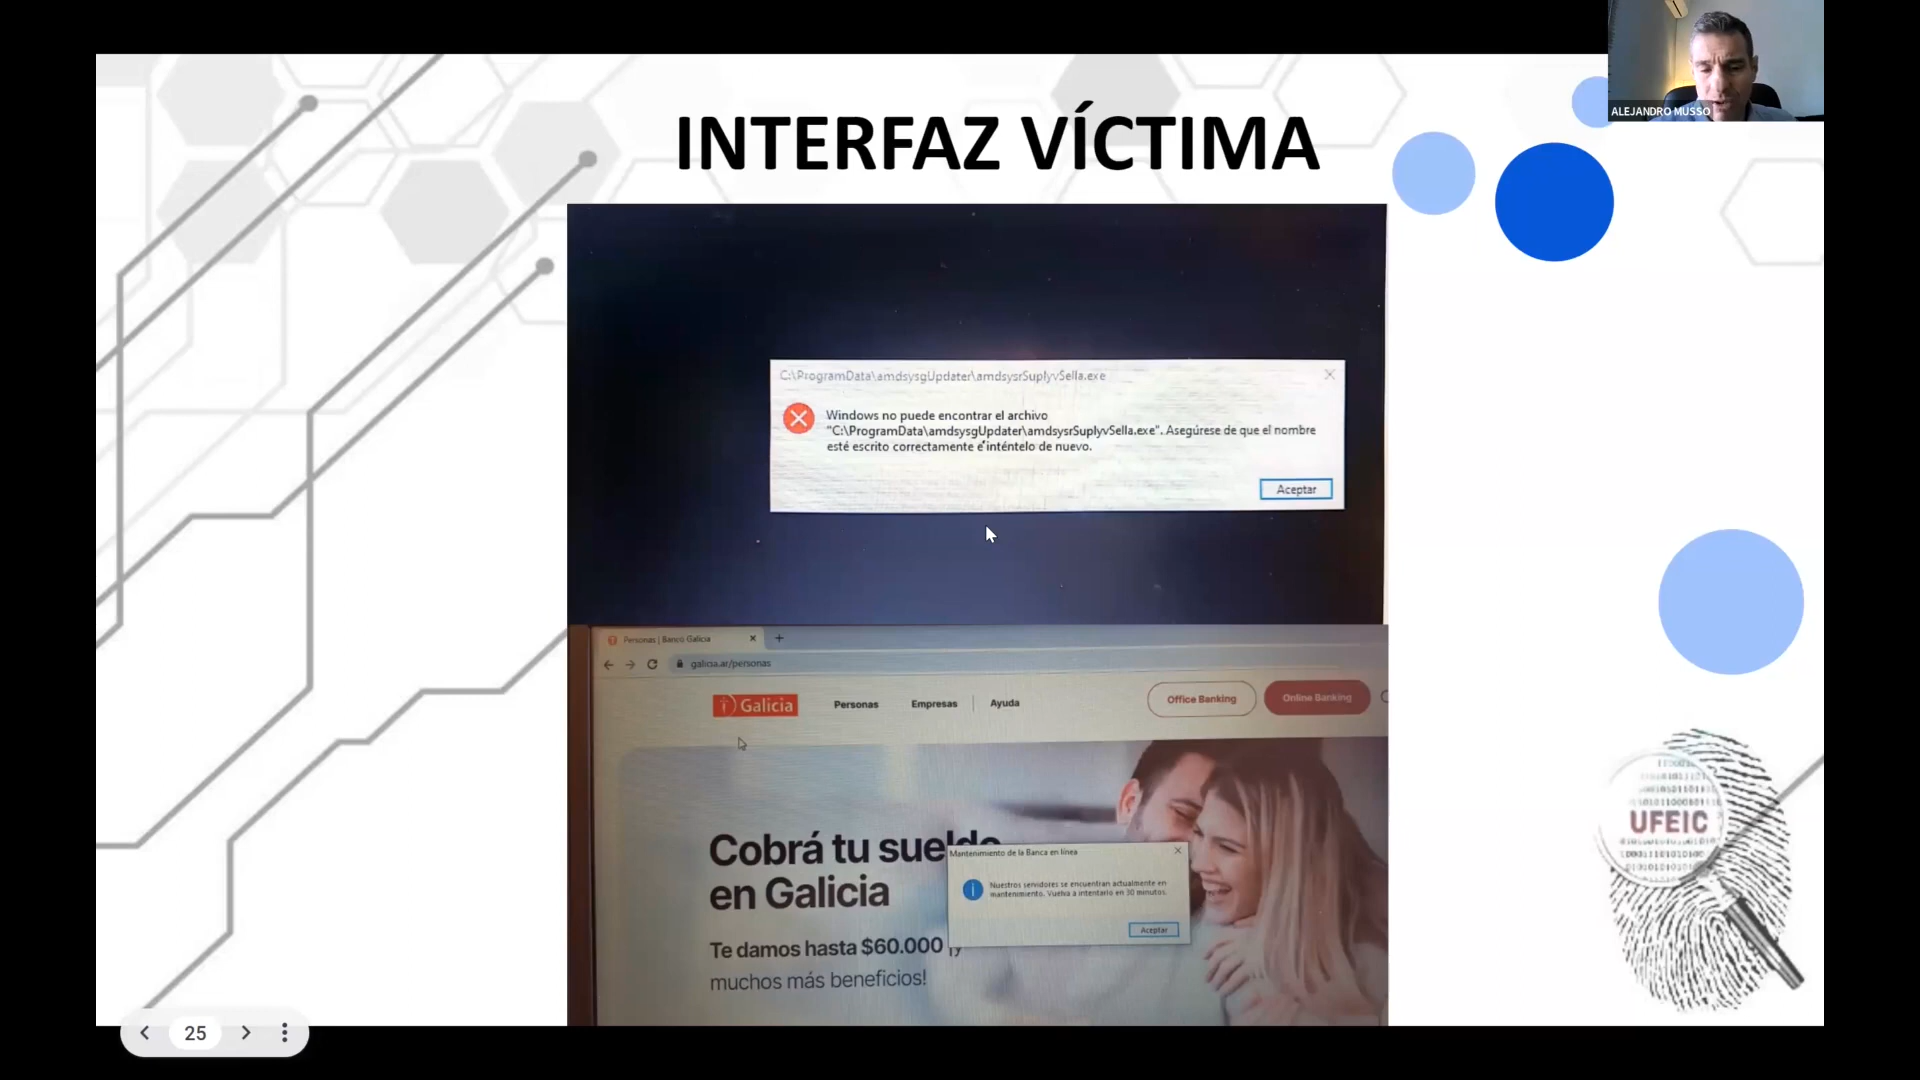 ALEJANDRO MUSSO
INTERFAZ VÍCTIMA
C:\ProgramData\amdsysgUpdater\amdsysrSuplyvSella.exe
Windows no puede encontrar el archivo
"C:\ProgramData\amdsysgUpdater\amdsysrSuplyvSella.exe". Asegúrese de que el nombre
esté escrito correctamente e inténtelo de nuevo.
Aceptar
Personas | Banco Galicia
galicia.ar/personas
Galicia
Personas
Empresas
Ayuda
Office Banking
Online Banking
Cobrá tu sueldo
en Galicia
Te damos hasta $60.000 ¡y
muchos más beneficios!
Mantenimiento de la Banca en línea
Nuestros servidores se encuentran actualmente en
mantenimiento. Vuelva a intentarlo en 30 minutos.
Aceptar
UFEIC
25